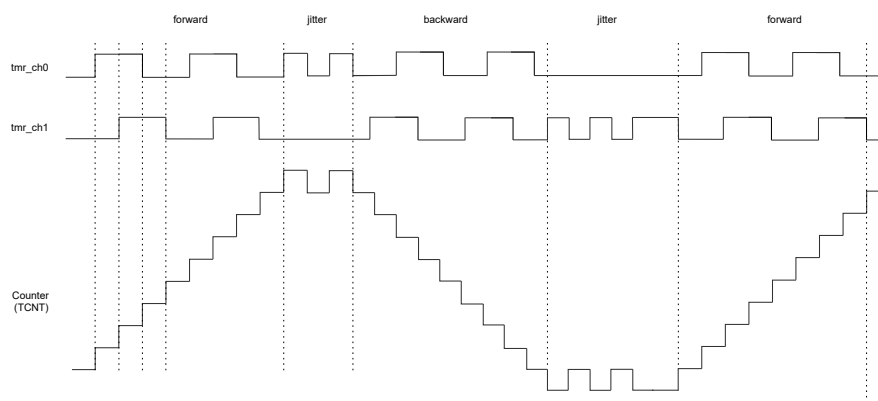 forward jitter backward jitter forward
tmr_ch0
tmr_ch1
Counter
(TCNT)